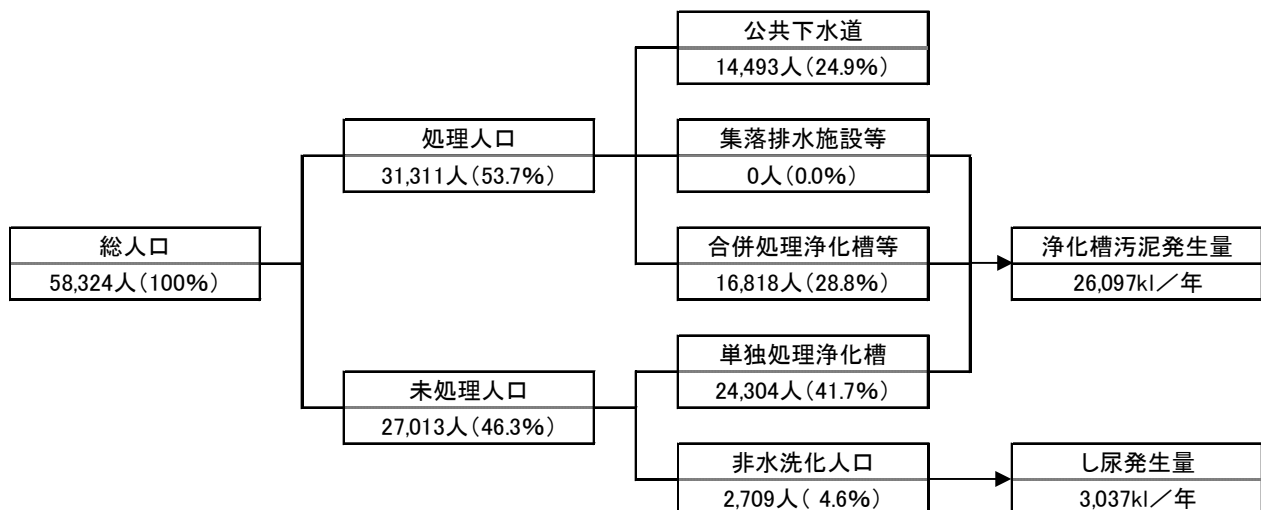 公共下水道
14,493人(24.9%)
処理人口
31,311人(53.7%)
集落排水施設等
0人(0.0%)
総人口
58,324人(100%)
合併処理浄化槽等
16,818人(28.8%)
浄化槽汚泥発生量
26,097kl/年
単独処理浄化槽
24,304人(41.7%)
未処理人口
27,013人(46.3%)
非水洗化人口
2,709人( 4.6%)
し尿発生量
3,037kl/年